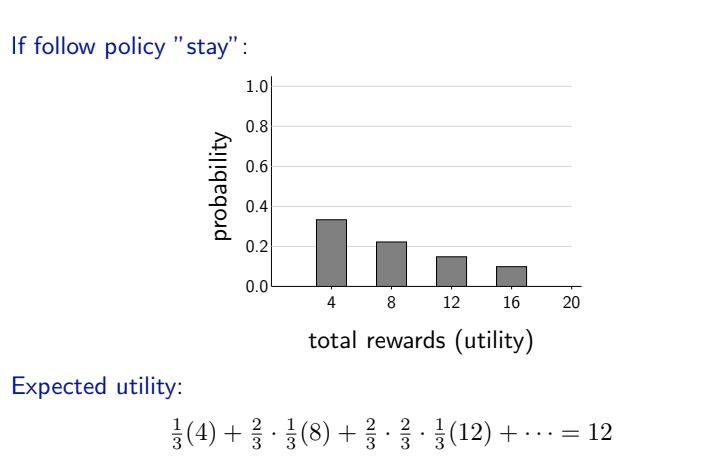 If follow policy ”stay”:
1.0
0.8
0.6
0.4
0.2
0.0
probability
4 8 12 16 20
total rewards (utility)
Expected utility:
1/3(4) + 2/3 · 1/3(8) + 2/3 · 2/3 · 1/3(12) + ··· = 12